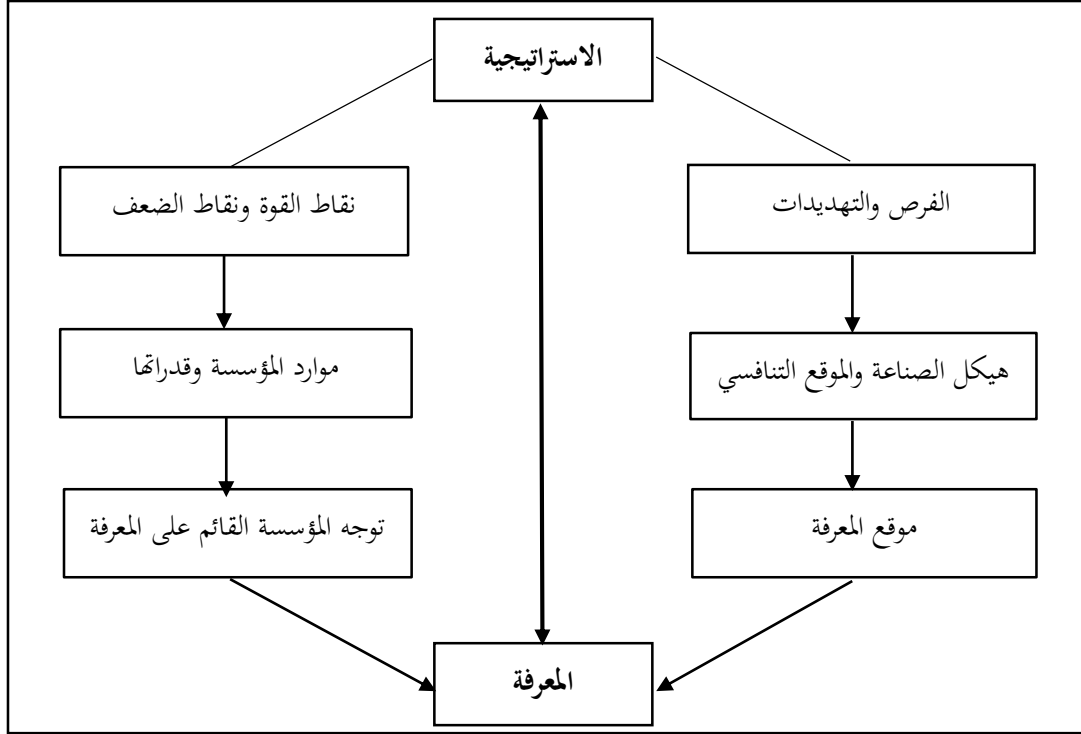 الاستراتيجية
الفرص والتهديدات
نقاط القوة ونقاط الضعف
هيكل الصناعة والموقع التنافسي
موارد المؤسسة وقدراتها
موقع المعرفة
توجه المؤسسة القائم على المعرفة
المعرفة